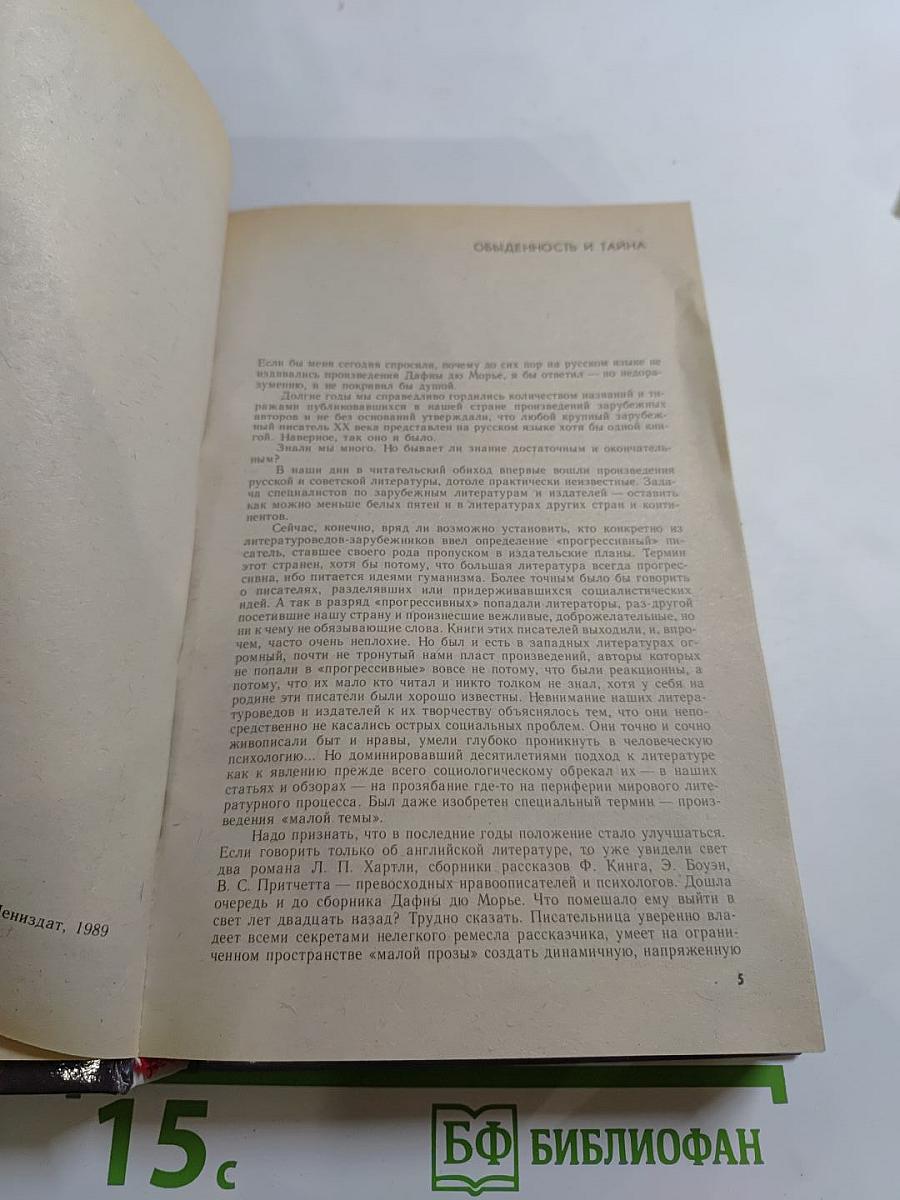 ОБЫДЕННОСТЬ И ТАЙНА
Если бы меня сегодня спросили, почему до сих пор на русском языке не
издавались произведения Дафны дю Морье, я бы ответил — по недора-
зумению, и не покривил бы душой.
Долгие годы мы справедливо гордились количеством названий и ти-
ражами публиковавшихся в нашей стране произведений зарубежных
авторов и не без оснований утверждали, что любой крупный зарубеж-
ный писатель XX века представлен на русском языке хотя бы одной кни-
гой. Наверное, так оно и было.
Знали мы много. Но бывает ли знание достаточным и окончатель-
ным?
В наши дни в читательский обиход впервые вошли произведения
русской и советской литературы, дотоле практически неизвестные. Зада-
ча специалистов по зарубежным литературам и издателей — оставить
как можно меньше белых пятен и в литературах других стран и конти-
нентов.
Сейчас, конечно, вряд ли возможно установить, кто конкретно из
литературоведов-зарубежников ввел определение «прогрессивный» пи-
сатель, ставшее своего рода пропуском в издательские планы. Термин
этот странен, хотя бы потому, что большая литература всегда прогрес-
сивна, ибо питается идеями гуманизма. Более точным было бы говорить
о писателях, разделявших или придерживавшихся социалистических
идей. А так в разряд «прогрессивных» попадали литераторы, раз-другой
посетившие нашу страну и произнесшие вежливые, доброжелательные, но
ни к чему не обязывающие слова. Книги этих писателей выходили, и, впро-
чем, часто очень неплохие. Но был и есть в западных литературах ог-
ромный, почти не тронутый нами пласт произведений, авторы которых
не попали в «прогрессивные» вовсе не потому, что были реакционны, а
потому, что их мало кто читал и никто толком не знал, хотя у себя на
родине эти писатели были хорошо известны. Невнимание наших литера-
туроведов и издателей к их творчеству объяснялось тем, что они непо-
средственно не касались острых социальных проблем. Они точно и сочно
живописали быт и нравы, умели глубоко проникнуть в человеческую
психологию... Но доминировавший десятилетиями подход к литературе
как к явлению прежде всего социологическому обрекал их — в наших
статьях и обзорах — на прозябание где-то на периферии мирового лите-
ратурного процесса. Был даже изобретен специальный термин — произ-
ведения «малой темы».
Надо признать, что в последние годы положение стало улучшаться.
Если говорить только об английской литературе, то уже увидели свет
два романа Л. П. Хартли, сборники рассказов Ф. Кинга, Э. Боуэн,
В. С. Притчетта — превосходных нравоописателей и психологов. Дошла
очередь и до сборника Дафны дю Морье. Что помешало ему выйти в
свет лет двадцать назад? Трудно сказать. Писательница уверенно вла-
деет всеми секретами нелегкого ремесла рассказчика, умеет на ограни-
ченном пространстве «малой прозы» создать динамичную, напряженную
5
Лениздат, 1989
15 с
БФ БИБЛИОФАН